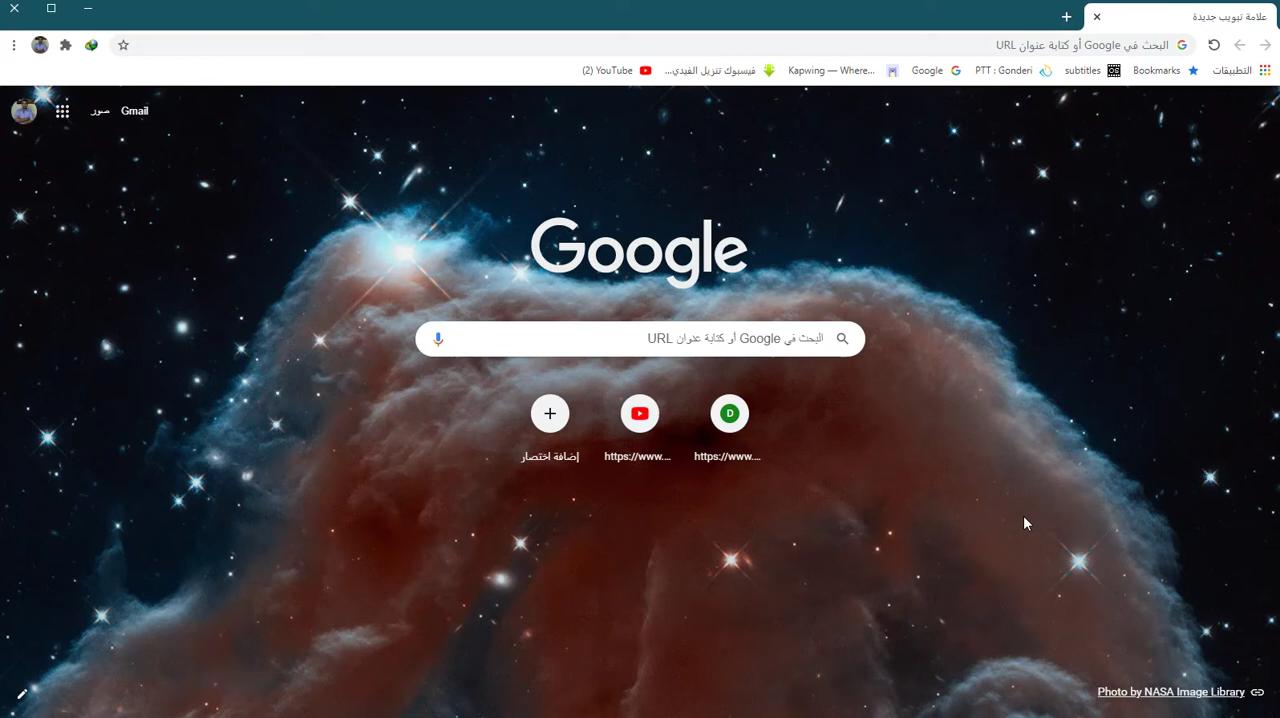 علامة تبويب جديدة
البحث في Google أو كتابة عنوان URL
التطبيقات
Bookmarks
subtitles
PTT : Gonderi
Google
Kapwing — Where...
فيسبوك تنزيل الفيدي...
(2) YouTube
Gmail
صور
Google
البحث في Google أو كتابة عنوان URL
D
https://www....
https://www....
إضافة اختصار
Photo by NASA Image Library